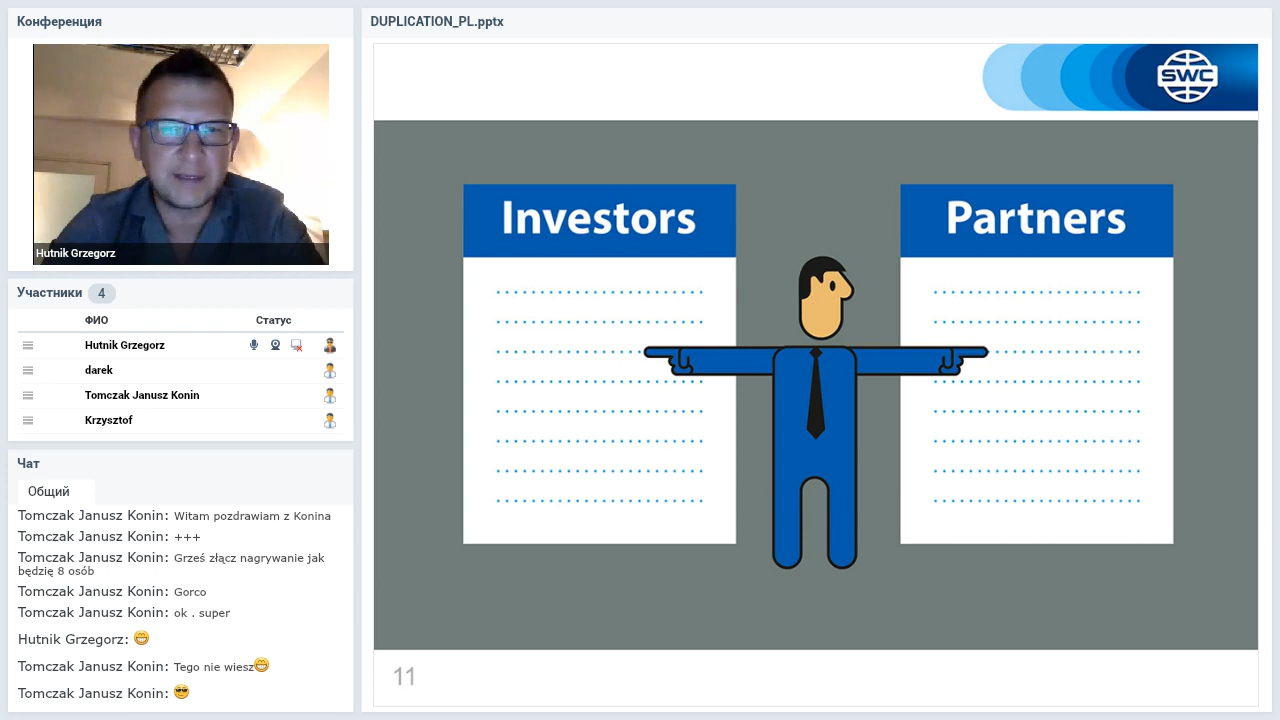 Конференция
Hutnik Grzegorz
Участники 4
ФИО Статус
Hutnik Grzegorz
darek
Tomczak Janusz Konin
Krzysztof
Чат
Общий
Tomczak Janusz Konin: Witam pozdrawiam z Konina
Tomczak Janusz Konin: +++
Tomczak Janusz Konin: Grześ złącz nagrywanie jak
będzię 8 osób
Tomczak Janusz Konin: Gorco
Tomczak Janusz Konin: ok . super
Hutnik Grzegorz: 😁
Tomczak Janusz Konin: Tego nie wiesz😁
Tomczak Janusz Konin: 😎
DUPLICATION_PL.pptx
SWC
Investors
Partners
11